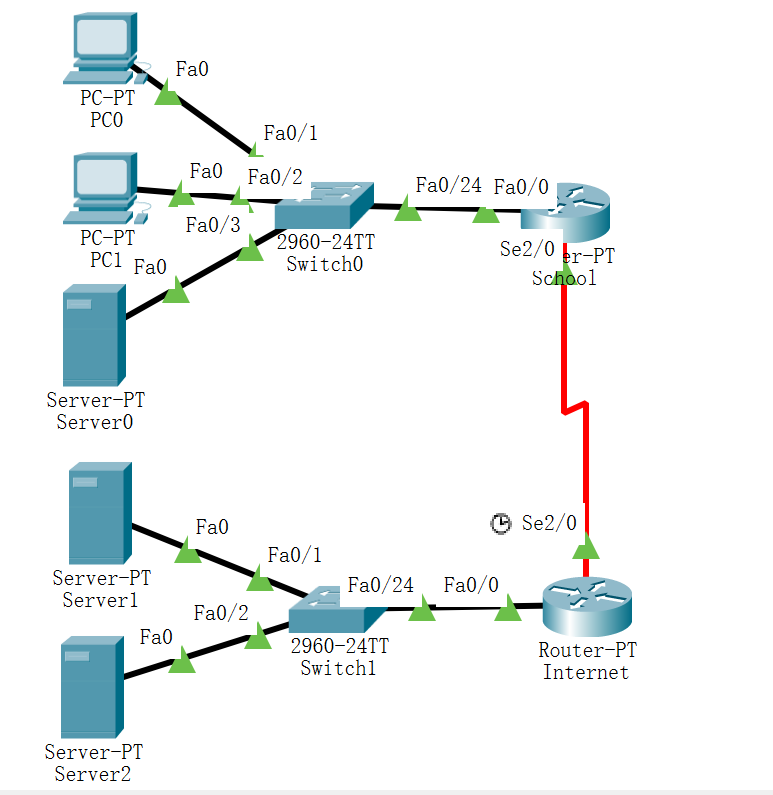 Fa0
PC-PT
PC0
Fa0/1
Fa0
Fa0/2
Fa0/24
Fa0/0
PC-PT
PC1
Fa0/3
2960-24TT
Switch0
Se2/0
er-PT
School
Fa0
Server-PT
Server0
Se2/0
Fa0
Fa0/1
Server-PT
Server1
Fa0/24
Fa0/0
Fa0/2
Fa0
2960-24TT
Switch1
Router-PT
Internet
Server-PT
Server2